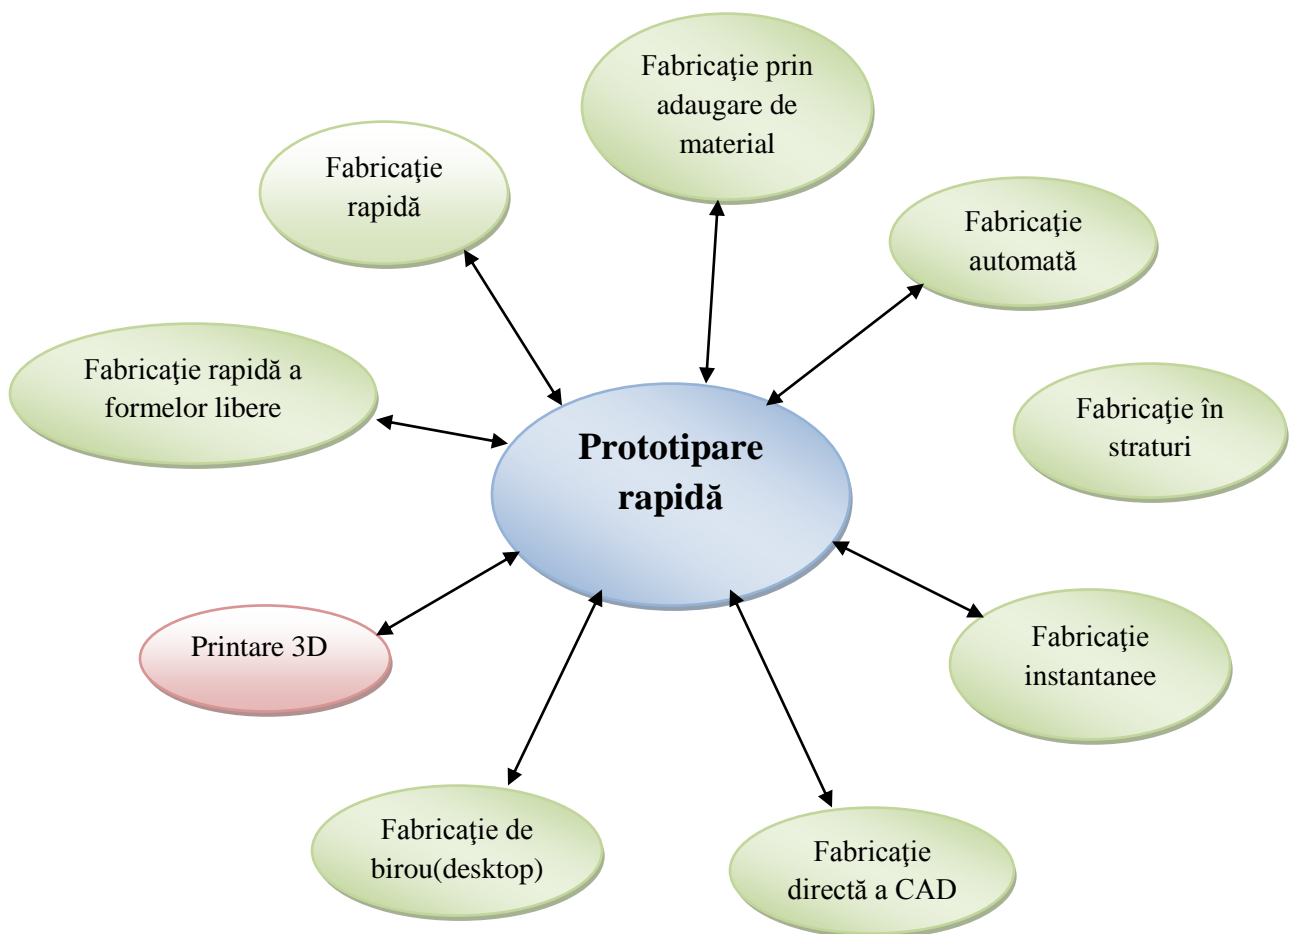 Fabricaţie prin
adaugare de
material
Fabricaţie
rapidă
Fabricaţie
automată
Fabricaţie rapidă a
formelor libere
Fabricaţie în
straturi
Prototipare
rapidă
Printare 3D
Fabricaţie
instantanee
Fabricaţie de
birou(desktop)
Fabricaţie
directă a CAD